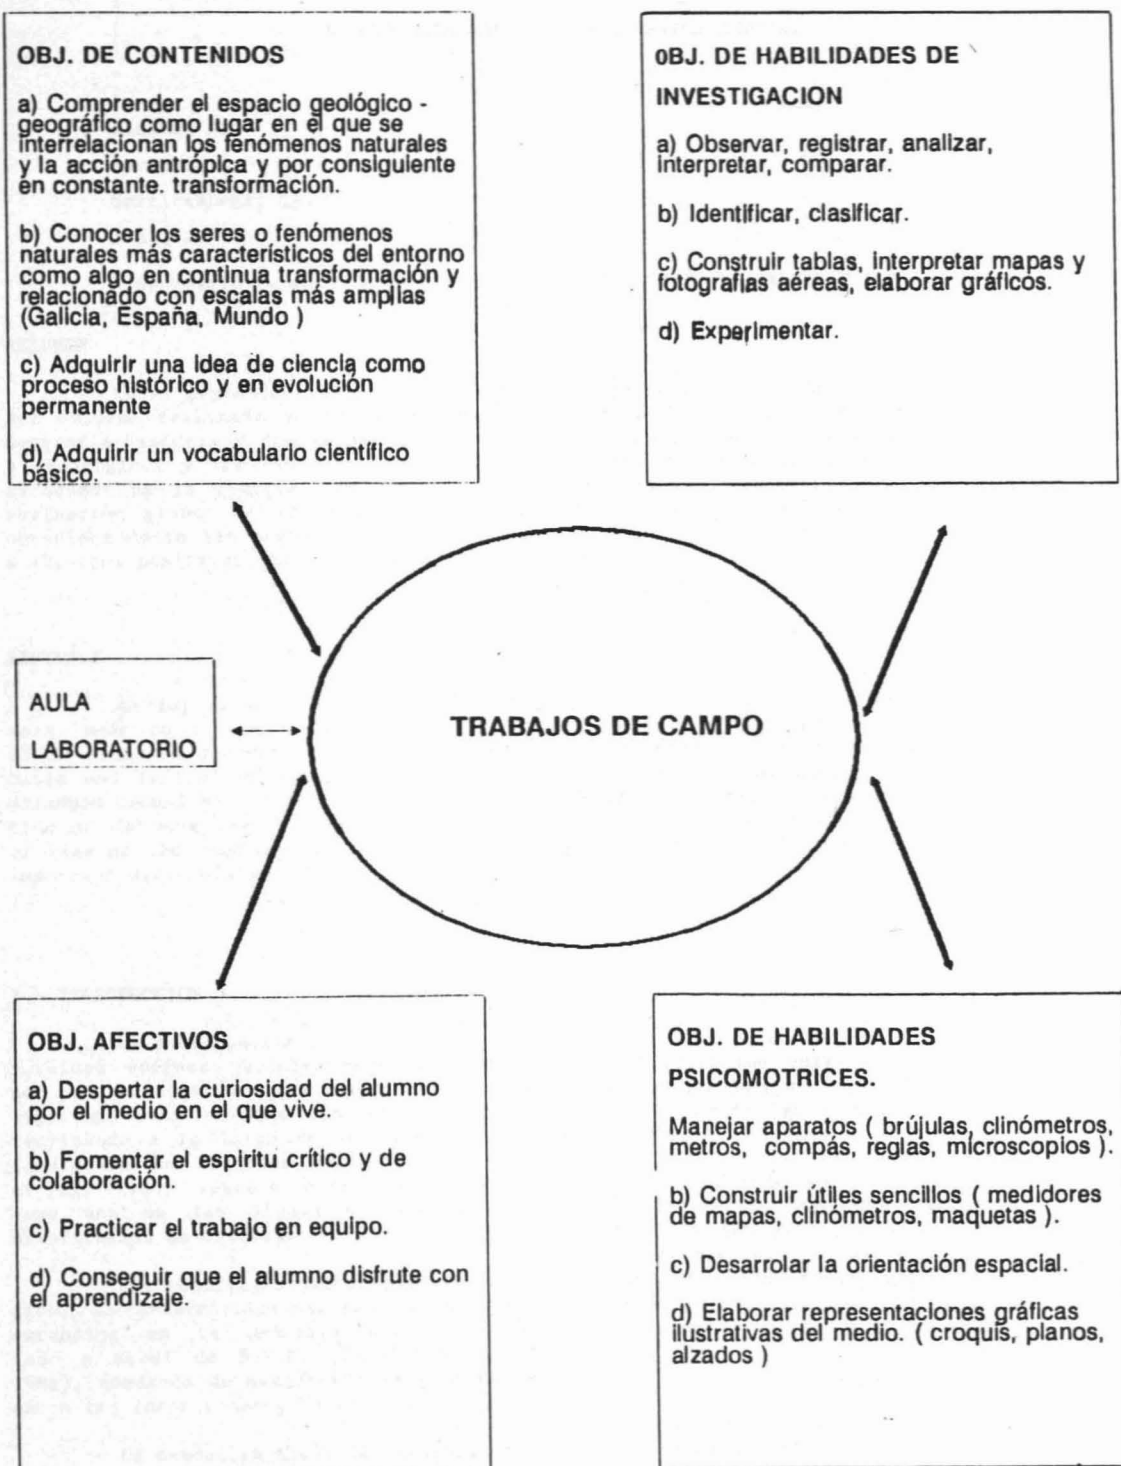 OBJ. DE CONTENIDOS
a) Comprender el espacio geológico -
geográfico como lugar en el que se
interrelacionan los fenómenos naturales
y la acción antrópica y por consiguiente
en constante. transformación.
b) Conocer los seres o fenómenos
naturales más característicos del entorno
como algo en continua transformación y
relacionado con escalas más amplias
(Galicia, España, Mundo )
c) Adquirir una idea de ciencia como
proceso histórico y en evolución
permanente
d) Adquirir un vocabulario científico
básico.
OBJ. DE HABILIDADES DE
INVESTIGACION
a) Observar, registrar, analizar,
interpretar, comparar.
b) Identificar, clasificar.
c) Construir tablas, interpretar mapas y
fotografías aéreas, elaborar gráficos.
d) Experimentar.
AULA
LABORATORIO
TRABAJOS DE CAMPO
OBJ. AFECTIVOS
a) Despertar la curiosidad del alumno
por el medio en el que vive.
b) Fomentar el espiritu crítico y de
colaboración.
c) Practicar el trabajo en equipo.
d) Conseguir que el alumno disfrute con
el aprendizaje.
OBJ. DE HABILIDADES
PSICOMOTRICES.
Manejar aparatos ( brújulas, clinómetros,
metros, compás, reglas, microscopios ).
b) Construir útiles sencillos ( medidores
de mapas, clinómetros, maquetas ).
c) Desarrolar la orientación espacial.
d) Elaborar representaciones gráficas
ilustrativas del medio. ( croquis, planos,
alzados )